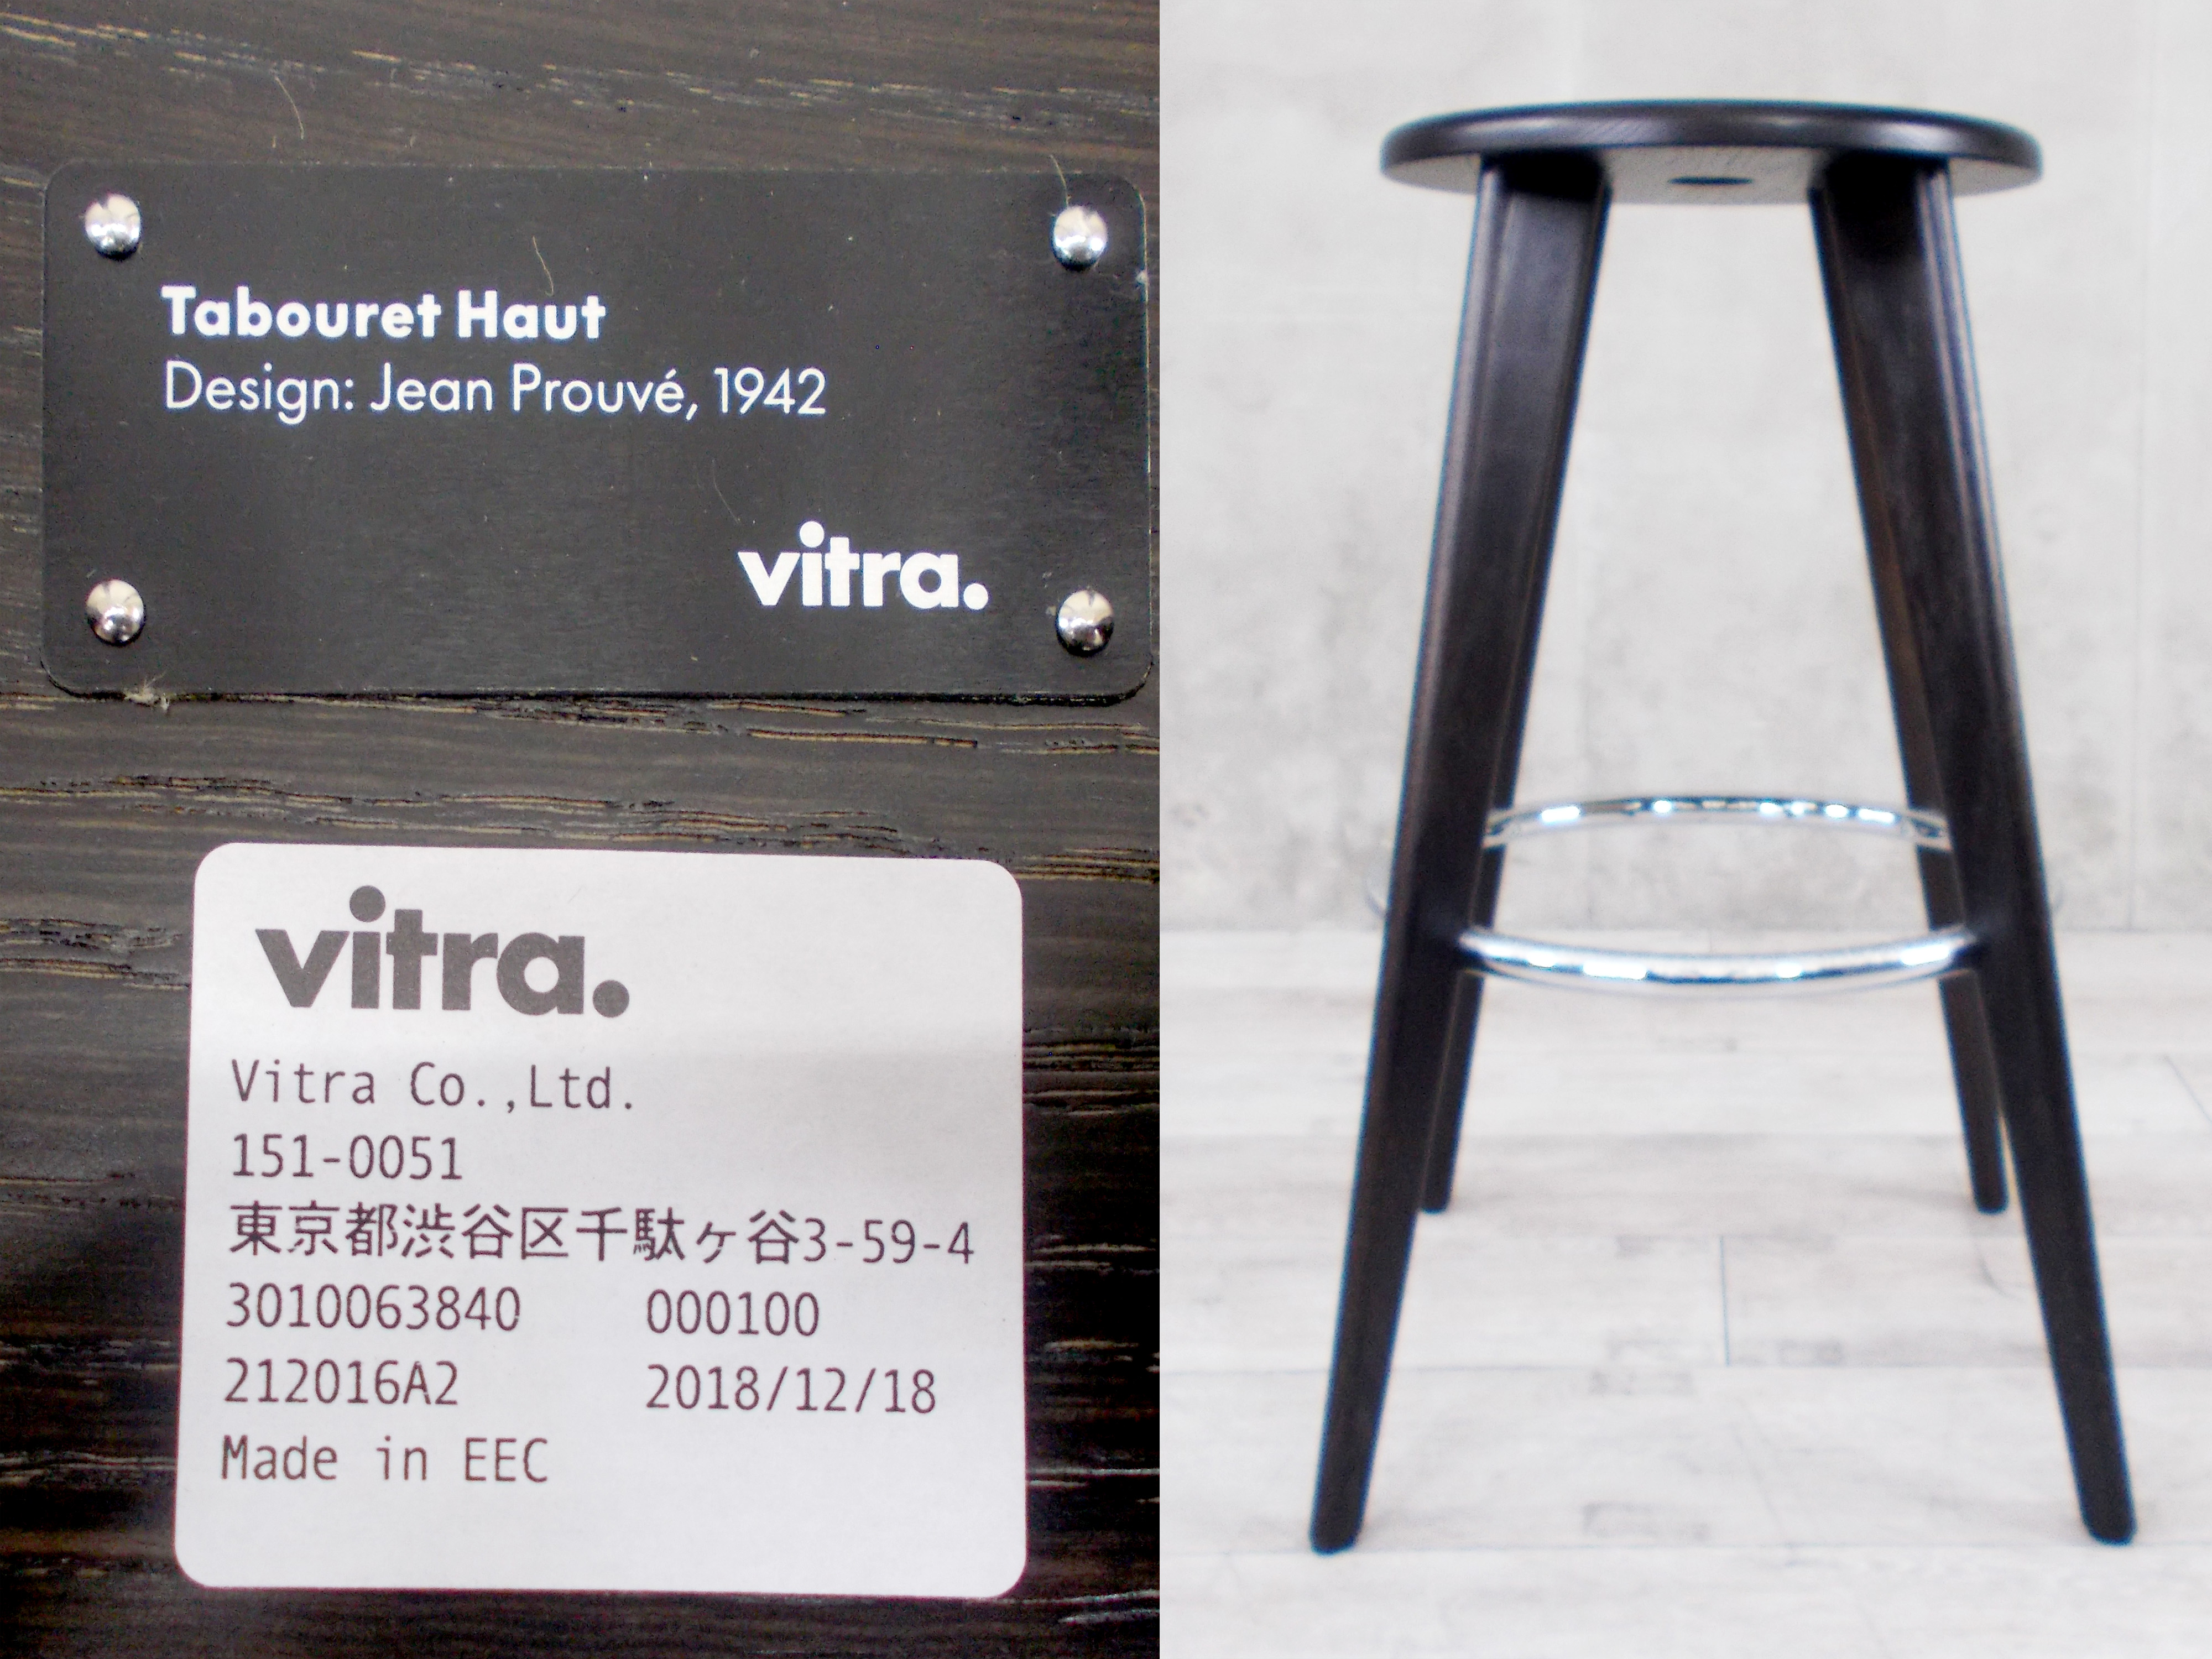 Tabouret Haut
Design: Jean Prouvé, 1942
vitra.
vitra.
Vitra Co.,Ltd.
151-0051
東京都渋谷区千駄ヶ谷3-59-4
3010063840 000100
212016A2 2018/12/18
Made in EEC